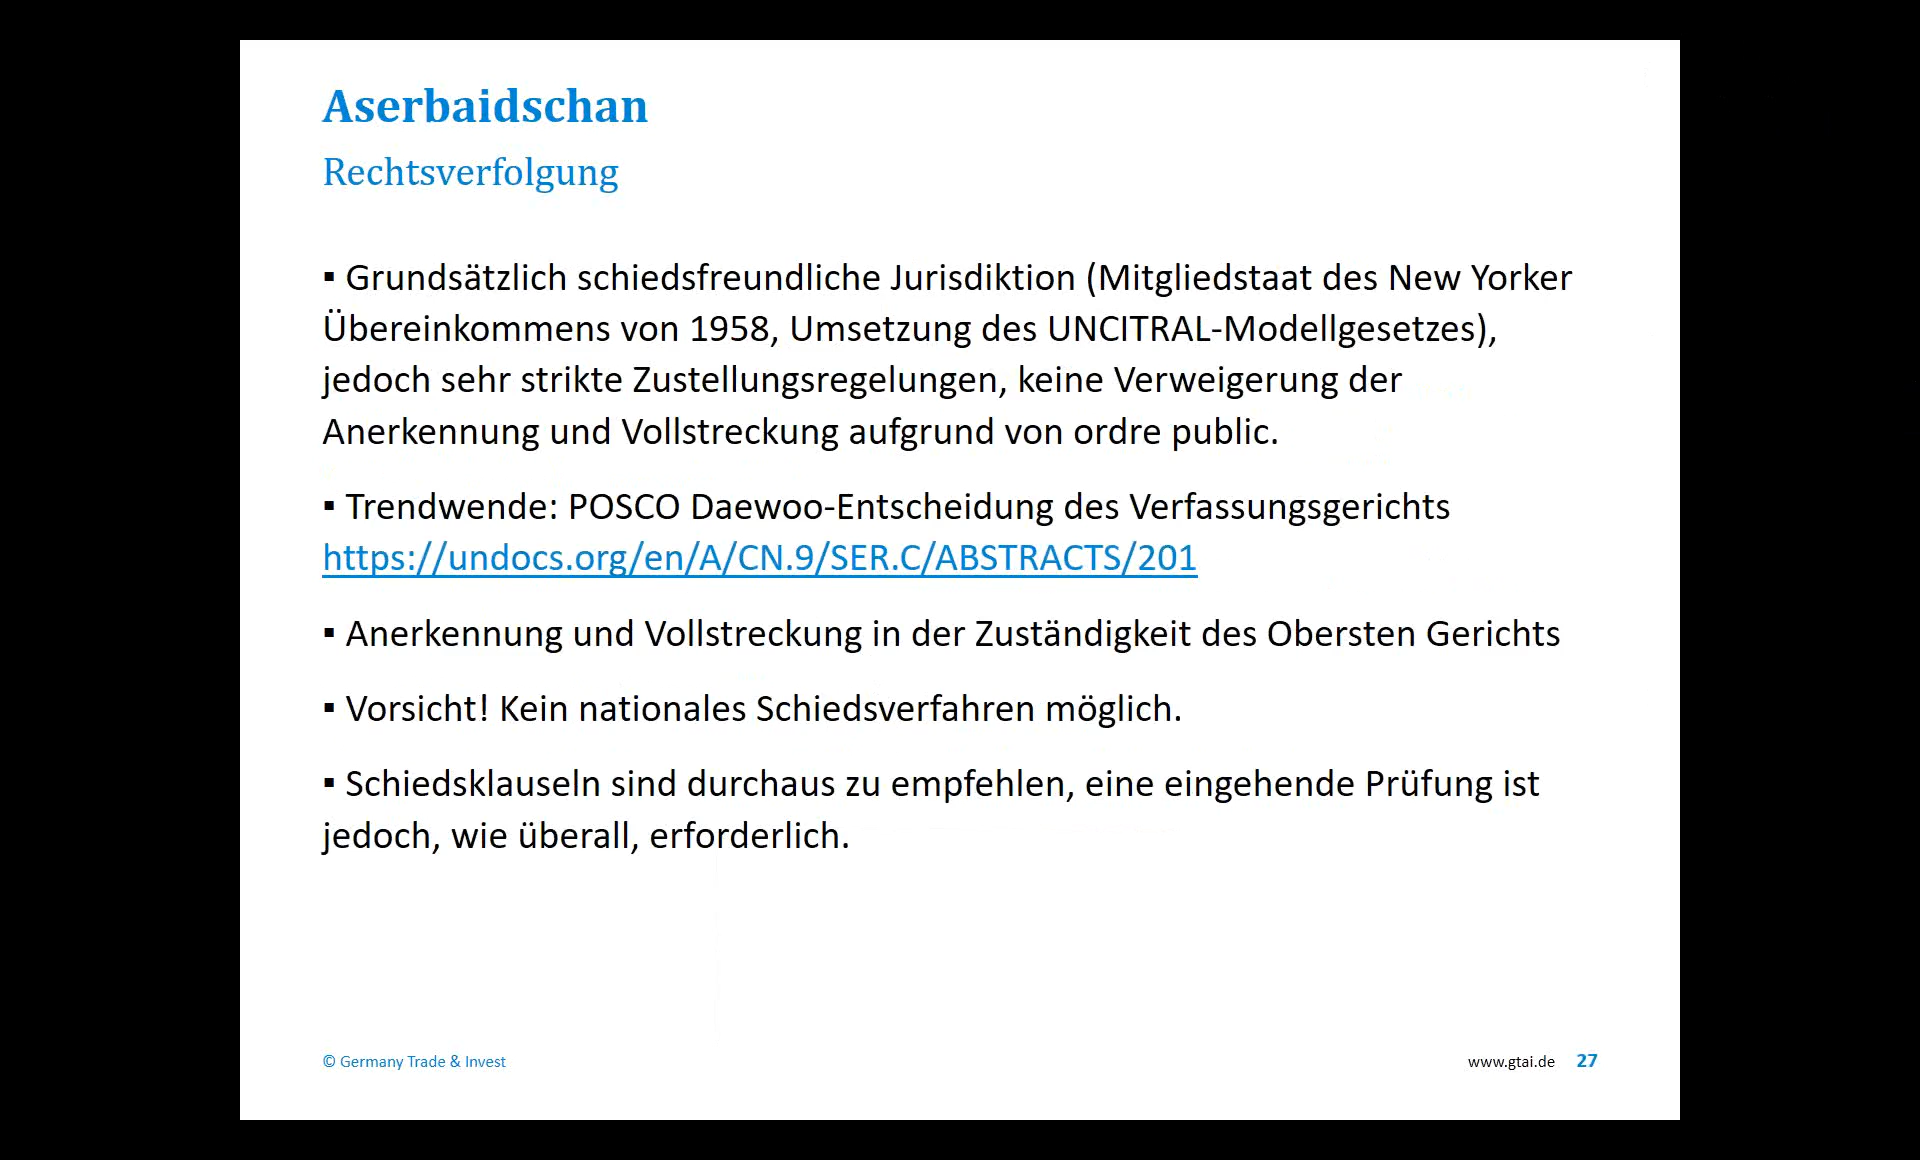 Aserbaidschan
Rechtsverfolgung
▪ Grundsätzlich schiedsfreundliche Jurisdiktion (Mitgliedstaat des New Yorker
Übereinkommens von 1958, Umsetzung des UNCITRAL-Modellgesetzes),
jedoch sehr strikte Zustellungsregelungen, keine Verweigerung der
Anerkennung und Vollstreckung aufgrund von ordre public.
▪ Trendwende: POSCO Daewoo-Entscheidung des Verfassungsgerichts
https://undocs.org/en/A/CN.9/SER.C/ABSTRACTS/201
▪ Anerkennung und Vollstreckung in der Zuständigkeit des Obersten Gerichts
▪ Vorsicht! Kein nationales Schiedsverfahren möglich.
▪ Schiedsklauseln sind durchaus zu empfehlen, eine eingehende Prüfung ist
jedoch, wie überall, erforderlich.
© Germany Trade & Invest
www.gtai.de 27